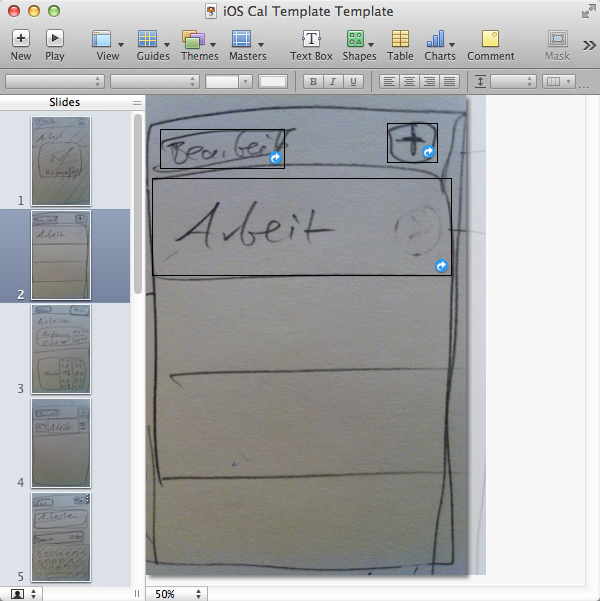 iOS Cal Template Template
New Play View Guides Themes Masters Text Box Shapes Table Charts Comment Mask
B I U
Slides
1
2
3
4
5
Bearbeit
+
Arbeit
50%